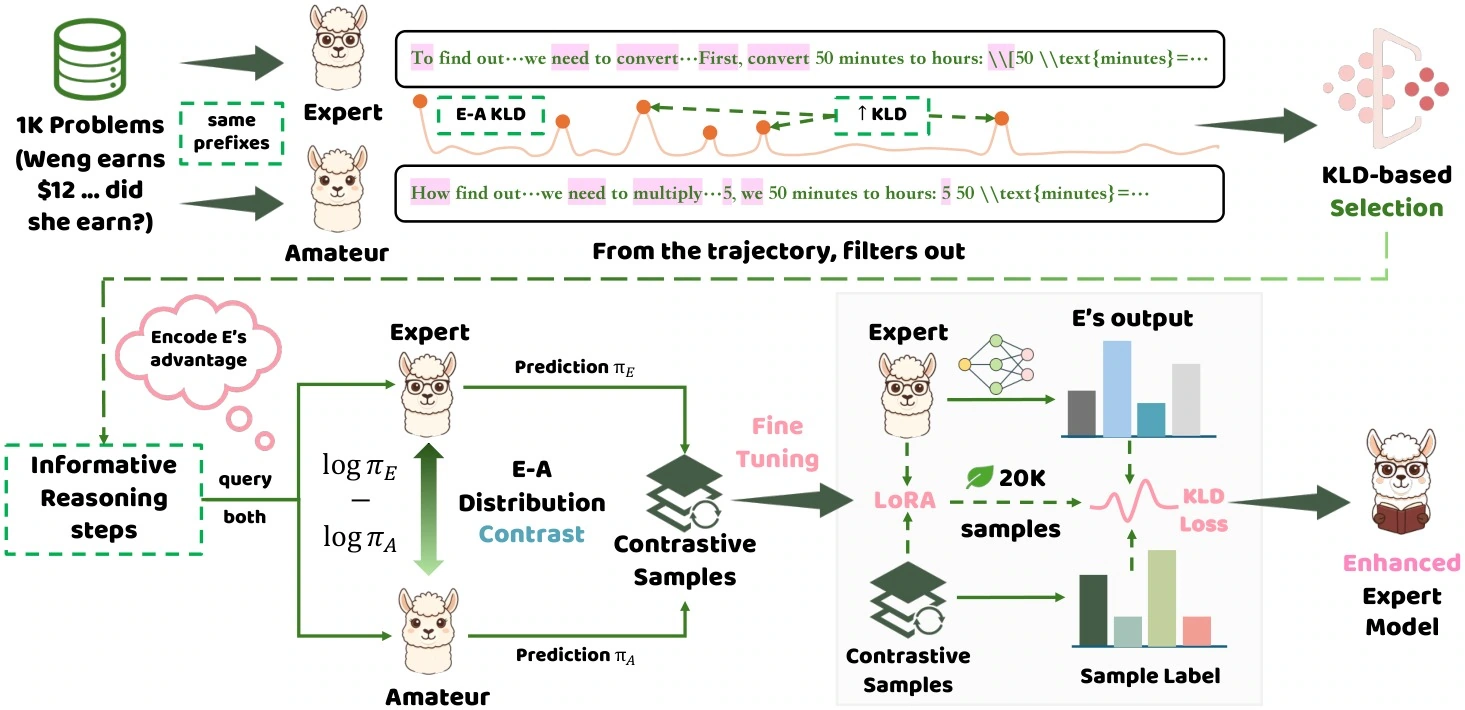 1K Problems
(Weng earns
$12 ... did
she earn?)
same
prefixes
Expert
Amateur
To find out⋯we need to convert⋯First, convert 50 minutes to hours: \\[50 \\text{minutes}=⋯
E-A KLD
↑KLD
How find out⋯we need to multiply⋯5, we 50 minutes to hours: 5 50 \\text{minutes}=⋯
From the trajectory, filters out
KLD-based
Selection
Encode E's
advantage
Informative
Reasoning
steps
query
both
Expert
Prediction π_E
log π_E
−
log π_A
E-A
Distribution
Contrast
Contrastive
Samples
Amateur
Prediction π_A
Fine
Tuning
Expert
E's output
LoRA
20K
samples
KLD
Loss
Contrastive
Samples
Sample Label
Enhanced
Expert
Model